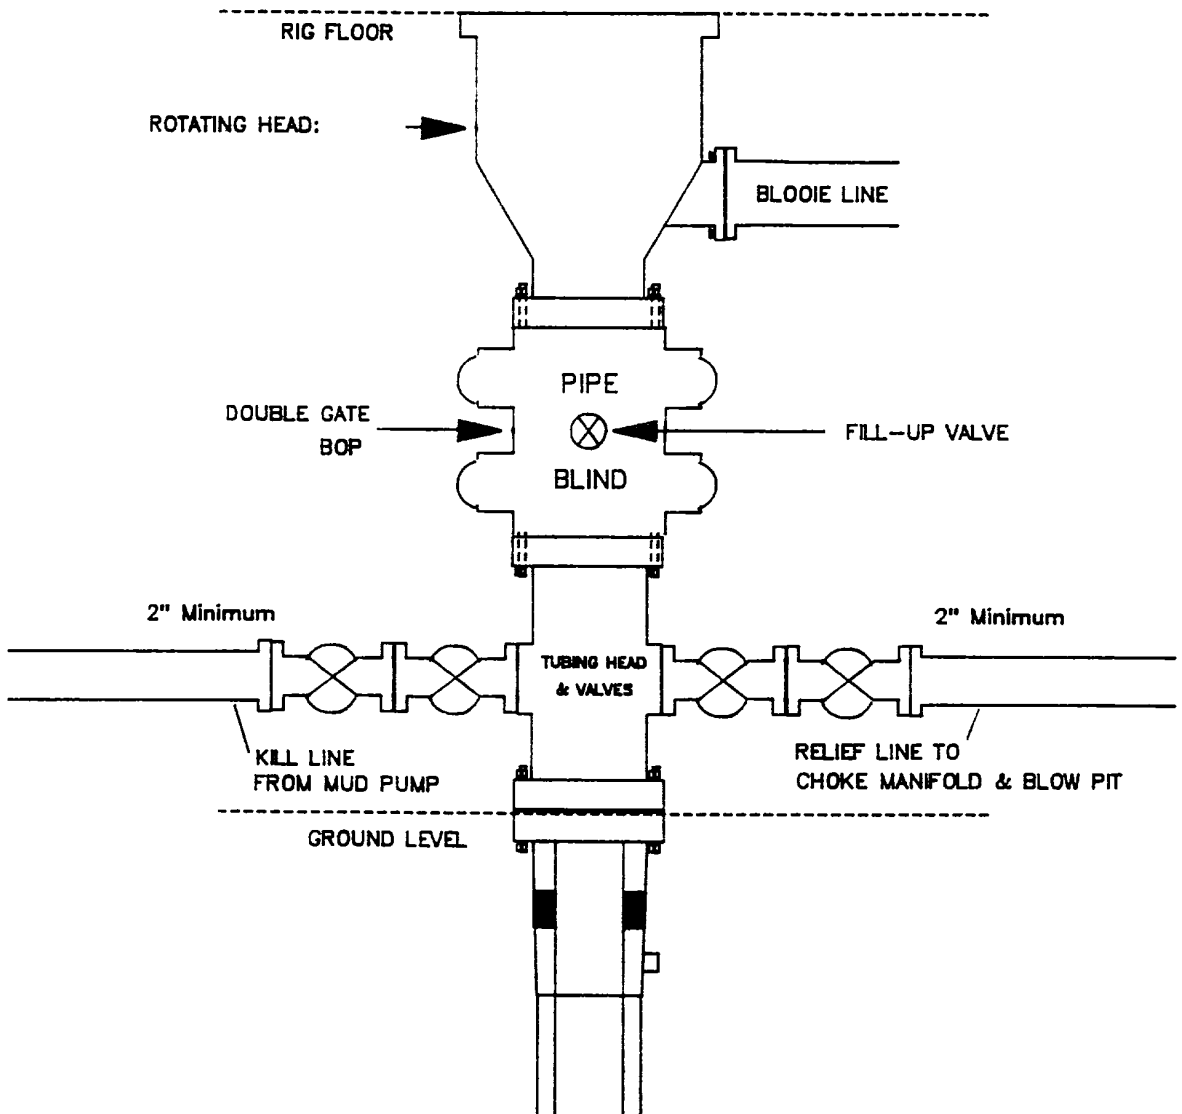 RIG FLOOR
ROTATING HEAD:
BLOOIE LINE
PIPE
DOUBLE GATE
BOP
FILL-UP VALVE
BLIND
2" Minimum
2" Minimum
TUBING HEAD
& VALVES
KILL LINE
FROM MUD PUMP
RELIEF LINE TO
CHOKE MANIFOLD & BLOW PIT
GROUND LEVEL